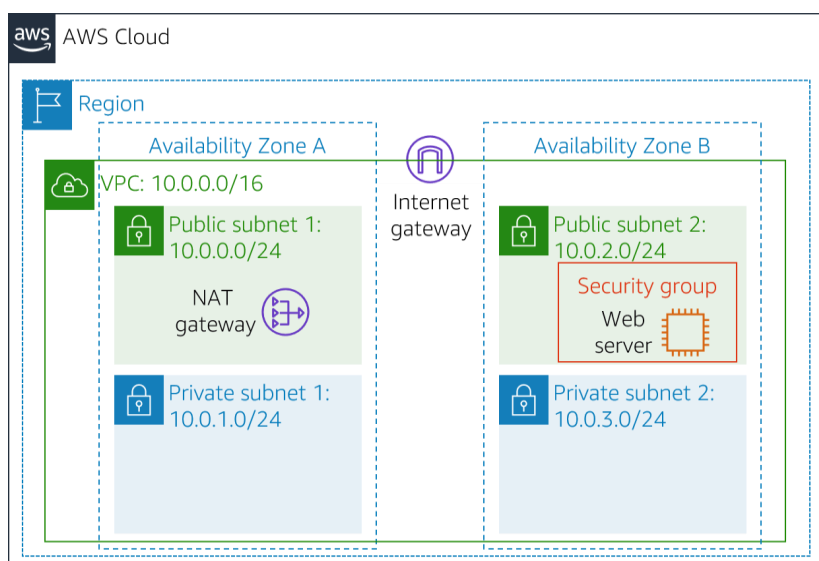 aws
AWS Cloud
Region
Availability Zone A
Availability Zone B
VPC: 10.0.0.0/16
Internet
gateway
Public subnet 1:
10.0.0.0/24
NAT
gateway
Public subnet 2:
10.0.2.0/24
Security group
Web
server
Private subnet 1:
10.0.1.0/24
Private subnet 2:
10.0.3.0/24